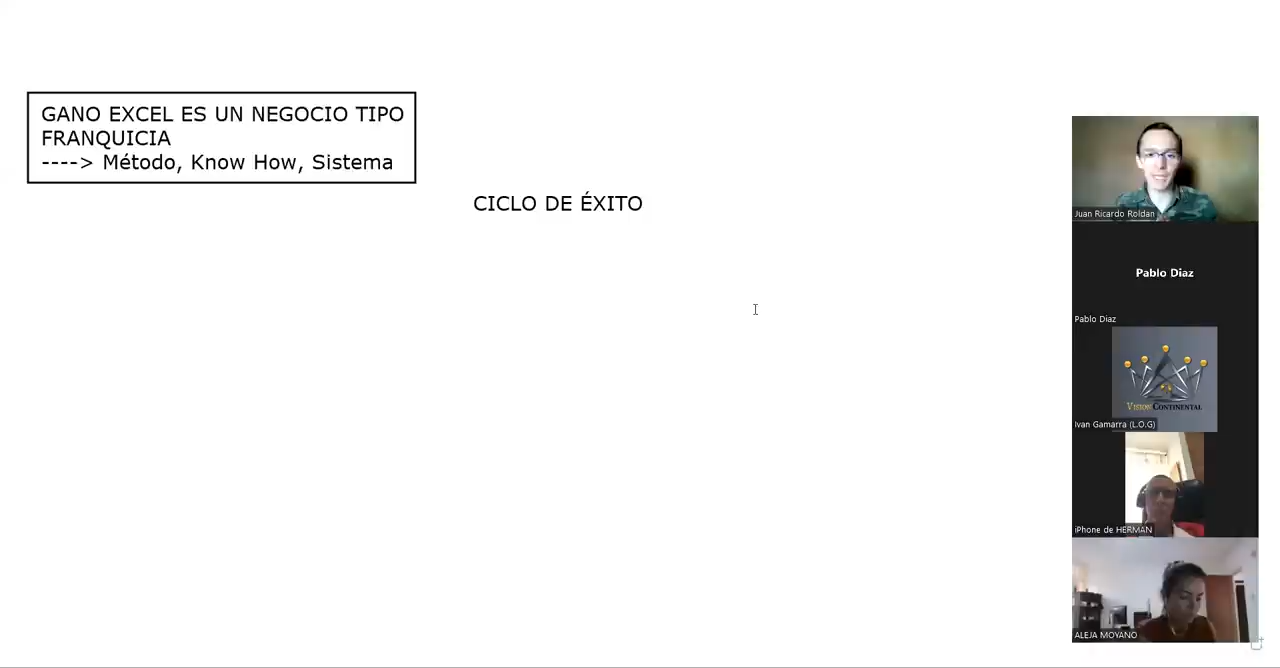 GANO EXCEL ES UN NEGOCIO TIPO
FRANQUICIA
----> Método, Know How, Sistema
CICLO DE ÉXITO
Juan Ricardo Roldan
Pablo Diaz
Pablo Diaz
VISION CONTINENTAL
Ivan Gamarra (L.O.G)
iPhone de HERMAN
ALEJA MOYANO